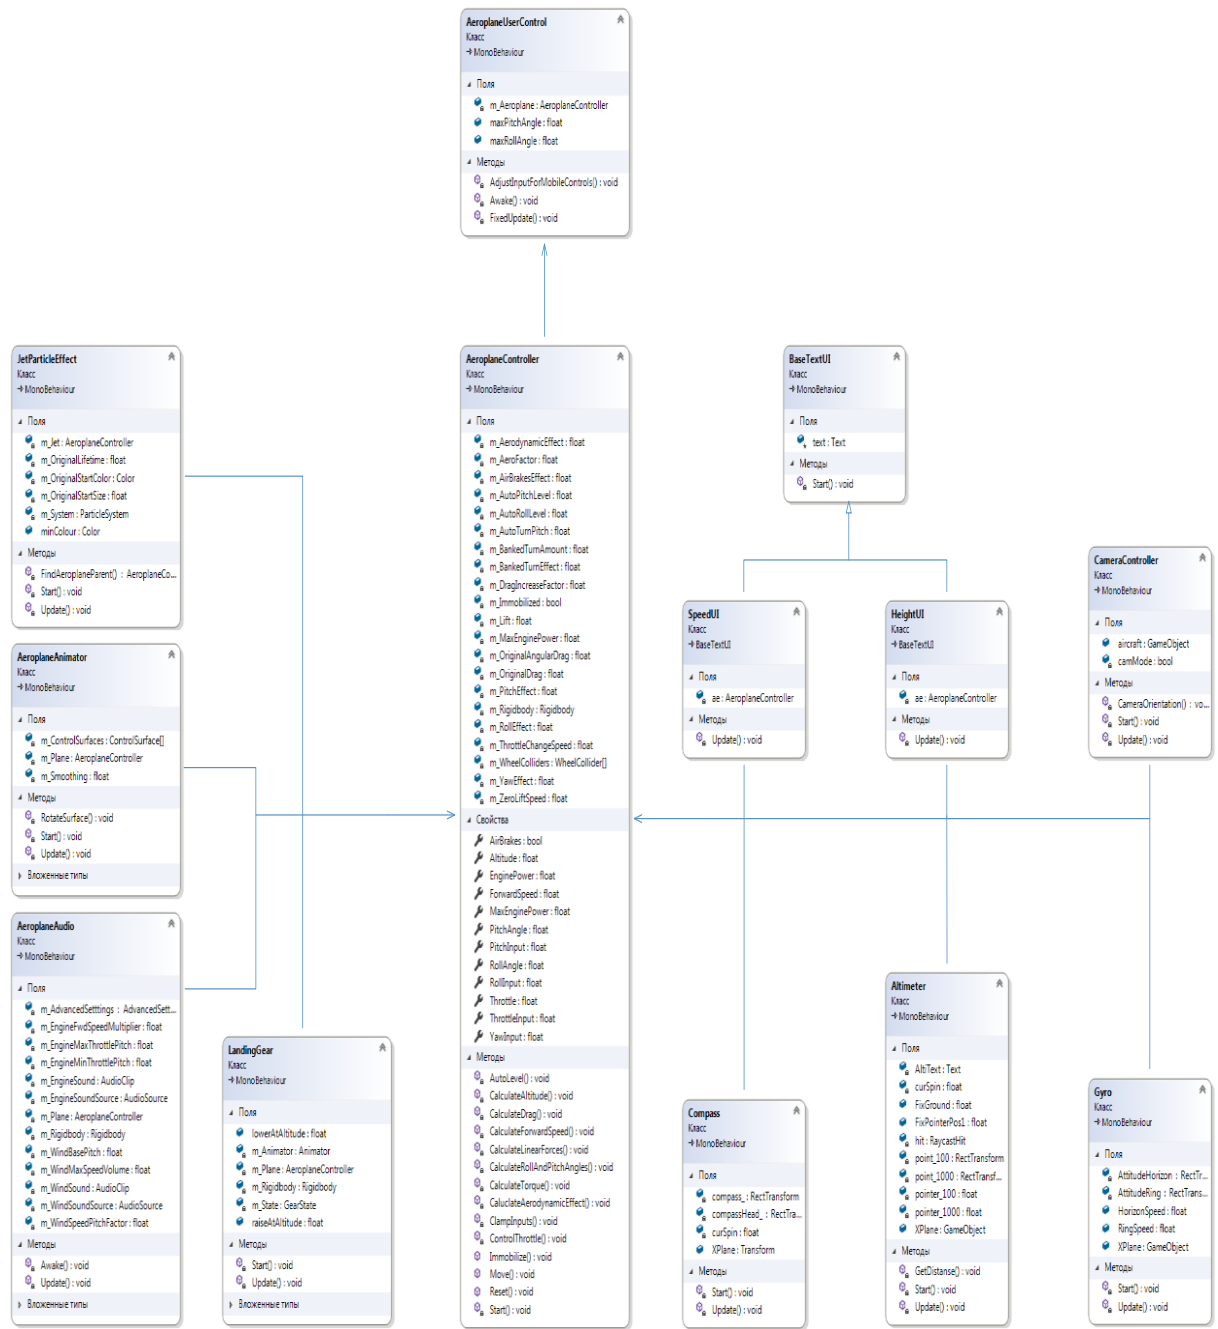 AeroplaneUserControl
Класс
MonoBehaviour
Поля
m_Aeroplane : AeroplaneController
maxPitchAngle : float
maxRollAngle : float
Методы
AdjustInputForMobileControls() : void
Awake() : void
FixedUpdate() : void
JetParticleEffect
Класс
MonoBehaviour
Поля
m_Jet : AeroplaneController
m_OriginalLifetime : float
m_OriginalStartColor : Color
m_OriginalStartSize : float
m_System : ParticleSystem
minColour : Color
Методы
FindAeroplaneParent() : AeroplaneCo...
Start() : void
Update() : void
AeroplaneAnimator
Класс
MonoBehaviour
Поля
m_ControlSurfaces : ControlSurface[]
m_Plane : AeroplaneController
m_Smoothing : float
Методы
RotateSurface() : void
Start() : void
Update() : void
Вложенные типы
AeroplaneAudio
Класс
MonoBehaviour
Поля
m_AdvancedSetttings : AdvancedSett...
m_EngineFwdSpeedMultiplier : float
m_EngineMaxThrottlePitch : float
m_EngineMinThrottlePitch : float
m_EngineSound : AudioClip
m_EngineSoundSource : AudioSource
m_Plane : AeroplaneController
m_Rigidbody : Rigidbody
m_WindBasePitch : float
m_WindMaxSpeedVolume : float
m_WindSound : AudioClip
m_WindSoundSource : AudioSource
m_WindSpeedPitchFactor : float
Методы
Awake() : void
Update() : void
Вложенные типы
LandingGear
Класс
MonoBehaviour
Поля
lowerAtAltitude : float
m_Animator : Animator
m_Plane : AeroplaneController
m_Rigidbody : Rigidbody
m_State : GearState
raiseAtAltitude : float
Методы
Start() : void
Update() : void
Вложенные типы
AeroplaneController
Класс
MonoBehaviour
Поля
m_AerodynamicEffect : float
m_AeroFactor : float
m_AirBrakesEffect : float
m_AutoPitchLevel : float
m_AutoRollLevel : float
m_AutoTurnPitch : float
m_BankedTurnAmount : float
m_BankedTurnEffect : float
m_DragIncreaseFactor : float
m_Immobilized : bool
m_Lift : float
m_MaxEnginePower : float
m_OriginalAngularDrag : float
m_OriginalDrag : float
m_PitchEffect : float
m_Rigidbody : Rigidbody
m_RollEffect : float
m_ThrottleChangeSpeed : float
m_WheelColliders : WheelCollider[]
m_YawEffect : float
m_ZeroLiftSpeed : float
Свойства
AirBrakes : bool
Altitude : float
EnginePower : float
ForwardSpeed : float
MaxEnginePower : float
PitchAngle : float
PitchInput : float
RollAngle : float
RollInput : float
Throttle : float
ThrottleInput : float
YawInput : float
Методы
AutoLevel() : void
CalculateAltitude() : void
CalculateDrag() : void
CalculateForwardSpeed() : void
CalculateLinearForces() : void
CalculateRollAndPitchAngles() : void
CalculateTorque() : void
CaluclateAerodynamicEffect() : void
ClampInputs() : void
ControlThrottle() : void
Immobilize() : void
Move() : void
Reset() : void
Start() : void
BaseTextUI
Класс
MonoBehaviour
Поля
text : Text
Методы
Start() : void
SpeedUI
Класс
BaseTextUI
Поля
ae : AeroplaneController
Методы
Update() : void
HeightUI
Класс
BaseTextUI
Поля
ae : AeroplaneController
Методы
Update() : void
CameraController
Класс
MonoBehaviour
Поля
aircraft : GameObject
camMode : bool
Методы
CameraOrientation() : vo...
Start() : void
Update() : void
Compass
Класс
MonoBehaviour
Поля
compass_ : RectTransform
compassHead_ : RectTra...
curSpin : float
XPlane : Transform
Методы
Start() : void
Update() : void
Altimeter
Класс
MonoBehaviour
Поля
AltiText : Text
curSpin : float
FixGround : float
FixPointerPos1 : float
hit : RaycastHit
point_100 : RectTransform
point_1000 : RectTransf...
pointer_100 : float
pointer_1000 : float
XPlane : GameObject
Методы
GetDistanse() : void
Start() : void
Update() : void
Gyro
Класс
MonoBehaviour
Поля
AttitudeHorizon : RectTr...
AttitudeRing : RectTrans...
HorizonSpeed : float
RingSpeed : float
XPlane : GameObject
Методы
Start() : void
Update() : void